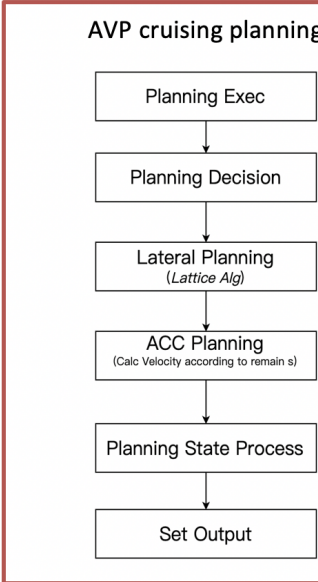 AVP cruising planning
Planning Exec
Planning Decision
Lateral Planning
(Lattice Alg)
ACC Planning
(Calc Velocity according to remain s)
Planning State Process
Set Output